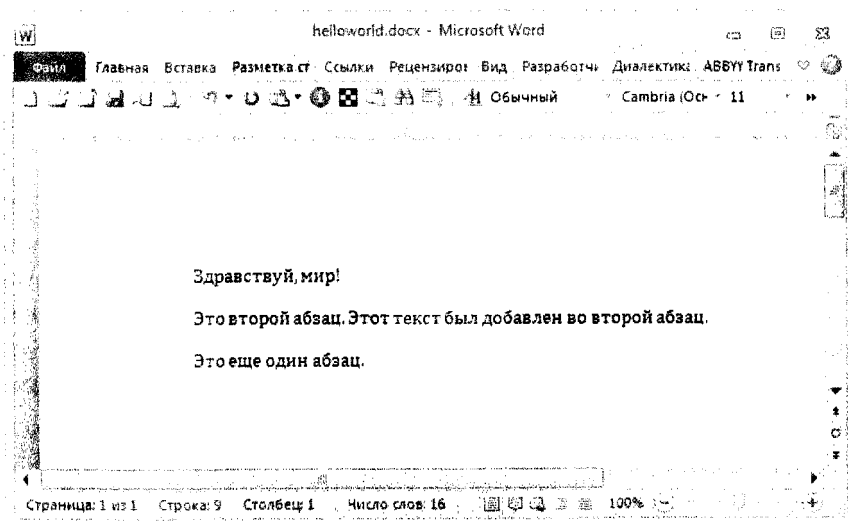 helloworld.docx - Microsoft Word
Файл Главная Вставка Разметка ст Ссылки Рецензирог Вид Разработчи Диалектика ABBYY Trans
Обычный Cambria (Осн 11
Здравствуй, мир!
Это второй абзац. Этот текст был добавлен во второй абзац.
Это еще один абзац.
Страница: 1 из 1 Строка: 9 Столбец: 1 Число слов: 16 100%